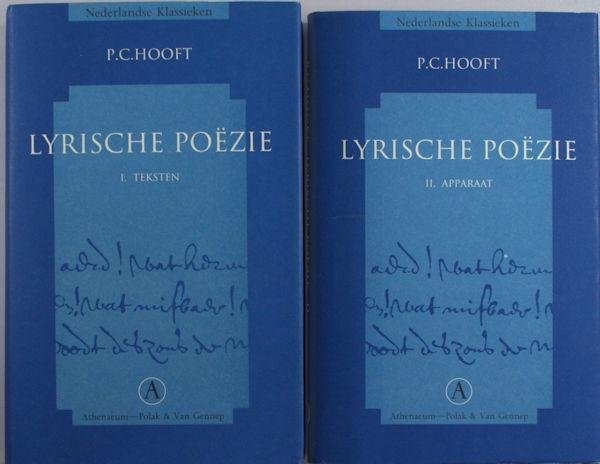 Nederlandse Klassieken
P.C.HOOFT
LYRISCHE POËZIE
I. TEKSTEN
A
Athenaeum—Polak & Van Gennep
Nederlandse Klassieken
P.C.HOOFT
LYRISCHE POËZIE
II. APPARAAT
A
Athenaeum—Polak & Van Gennep